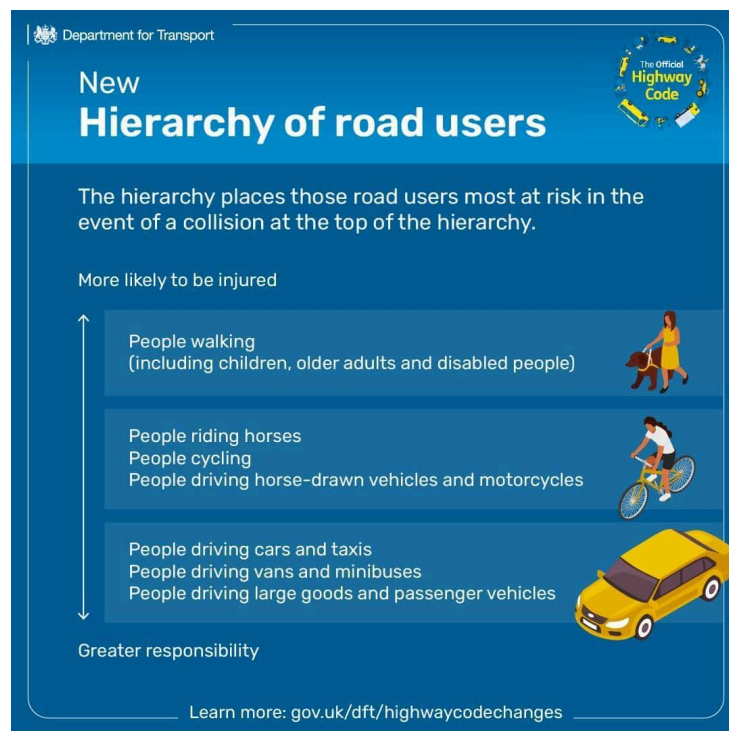 Department for Transport
The Official
Highway
Code
New
Hierarchy of road users
The hierarchy places those road users most at risk in the
event of a collision at the top of the hierarchy.
More likely to be injured
People walking
(including children, older adults and disabled people)
People riding horses
People cycling
People driving horse-drawn vehicles and motorcycles
People driving cars and taxis
People driving vans and minibuses
People driving large goods and passenger vehicles
Greater responsibility
Learn more: gov.uk/dft/highwaycodechanges